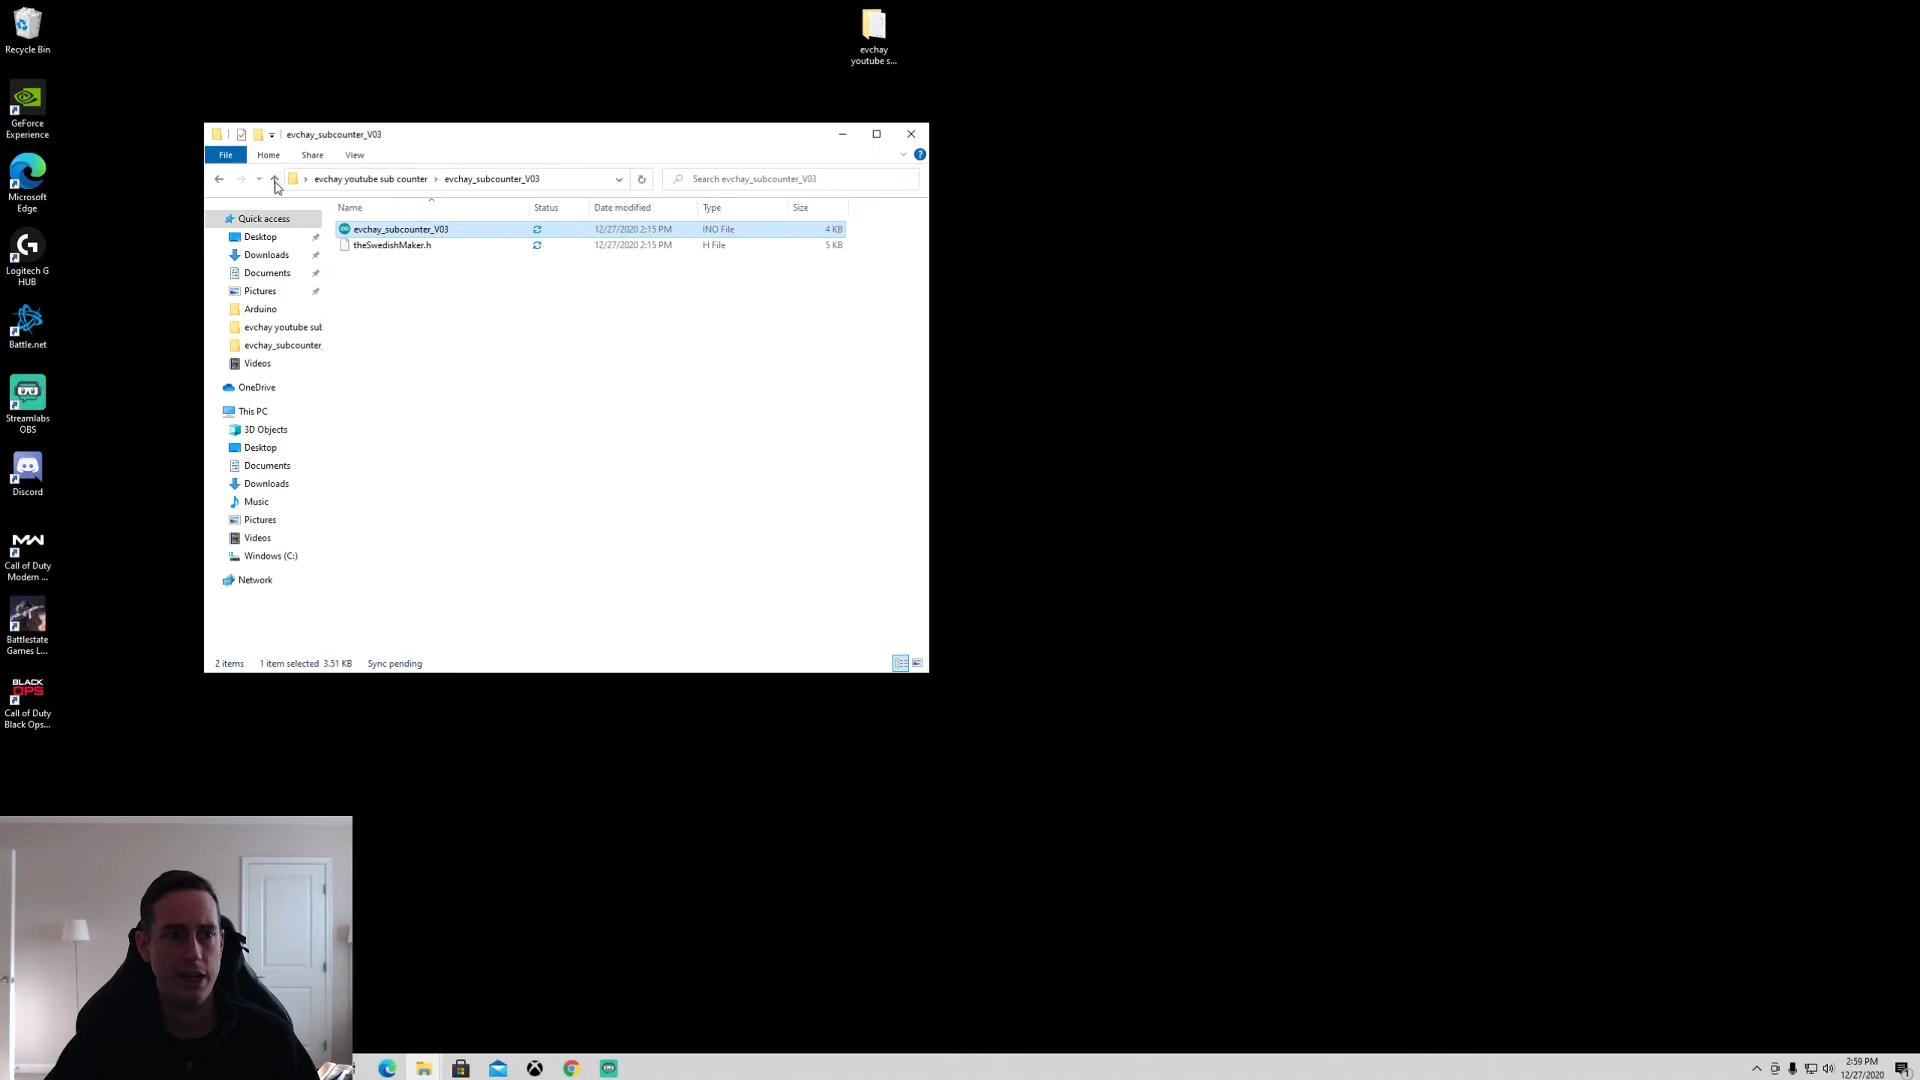 Recycle Bin
GeForce
Experience
Microsoft
Edge
Logitech G
HUB
Battle.net
Streamlabs
OBS
Discord
MW
Call of Duty
Modern ...
Battlestate
Games L...
BLACK
OPS
Call of Duty
Black Ops...
evchay
youtube s...
evchay_subcounter_V03
File Home Share View
evchay youtube sub counter › evchay_subcounter_V03
Search evchay_subcounter_V03
Name Status Date modified Type Size
evchay_subcounter_V03 12/27/2020 2:15 PM INO File 4 KB
theSwedishMaker.h 12/27/2020 2:15 PM H File 5 KB
Quick access
Desktop
Downloads
Documents
Pictures
Arduino
evchay youtube sub
evchay_subcounter_
Videos
OneDrive
This PC
3D Objects
Desktop
Documents
Downloads
Music
Pictures
Videos
Windows (C:)
Network
2 items 1 item selected 3.51 KB Sync pending
2:59 PM
12/27/2020